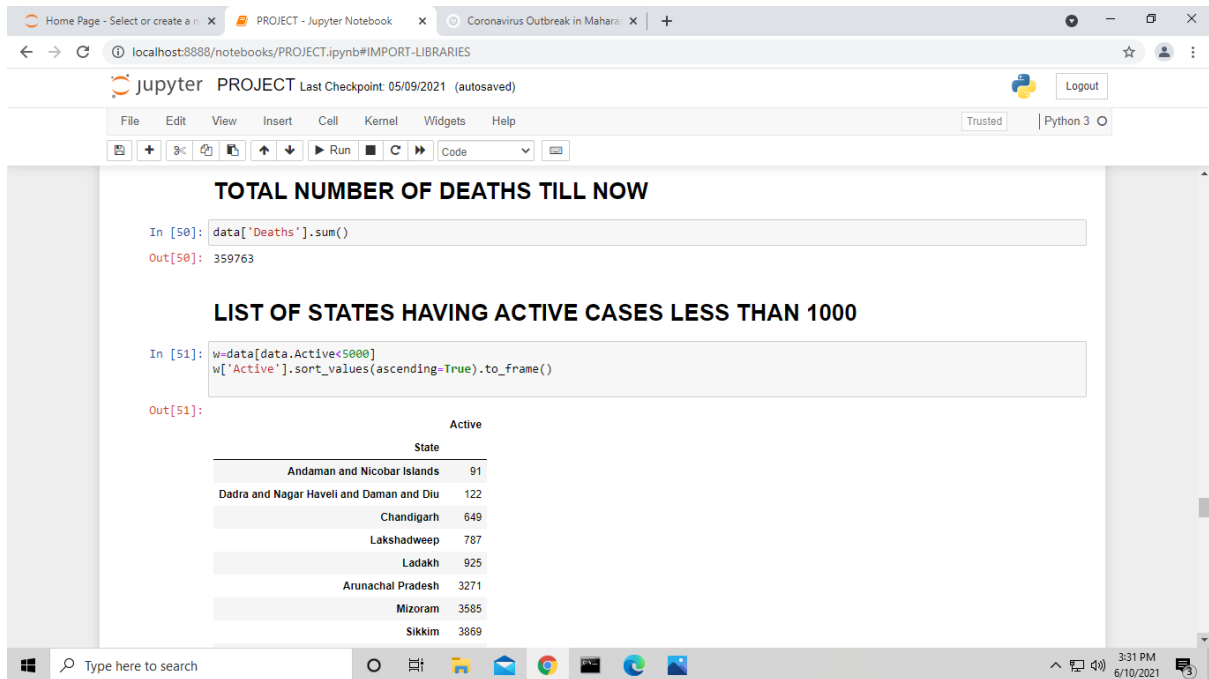 Home Page - Select or create a n
PROJECT - Jupyter Notebook
Coronavirus Outbreak in Mahara
localhost:8888/notebooks/PROJECT.ipynb#IMPORT-LIBRARIES
jupyter PROJECT Last Checkpoint: 05/09/2021 (autosaved)
Logout
File Edit View Insert Cell Kernel Widgets Help
Trusted
Python 3
Run
Code
TOTAL NUMBER OF DEATHS TILL NOW
In [50]: data['Deaths'].sum()
Out[50]: 359763
LIST OF STATES HAVING ACTIVE CASES LESS THAN 1000
In [51]: w=data[data.Active<5000]
w['Active'].sort_values(ascending=True).to_frame()
Out[51]:
Active
State
Andaman and Nicobar Islands 91
Dadra and Nagar Haveli and Daman and Diu 122
Chandigarh 649
Lakshadweep 787
Ladakh 925
Arunachal Pradesh 3271
Mizoram 3585
Sikkim 3869
Type here to search
3:31 PM
6/10/2021
3